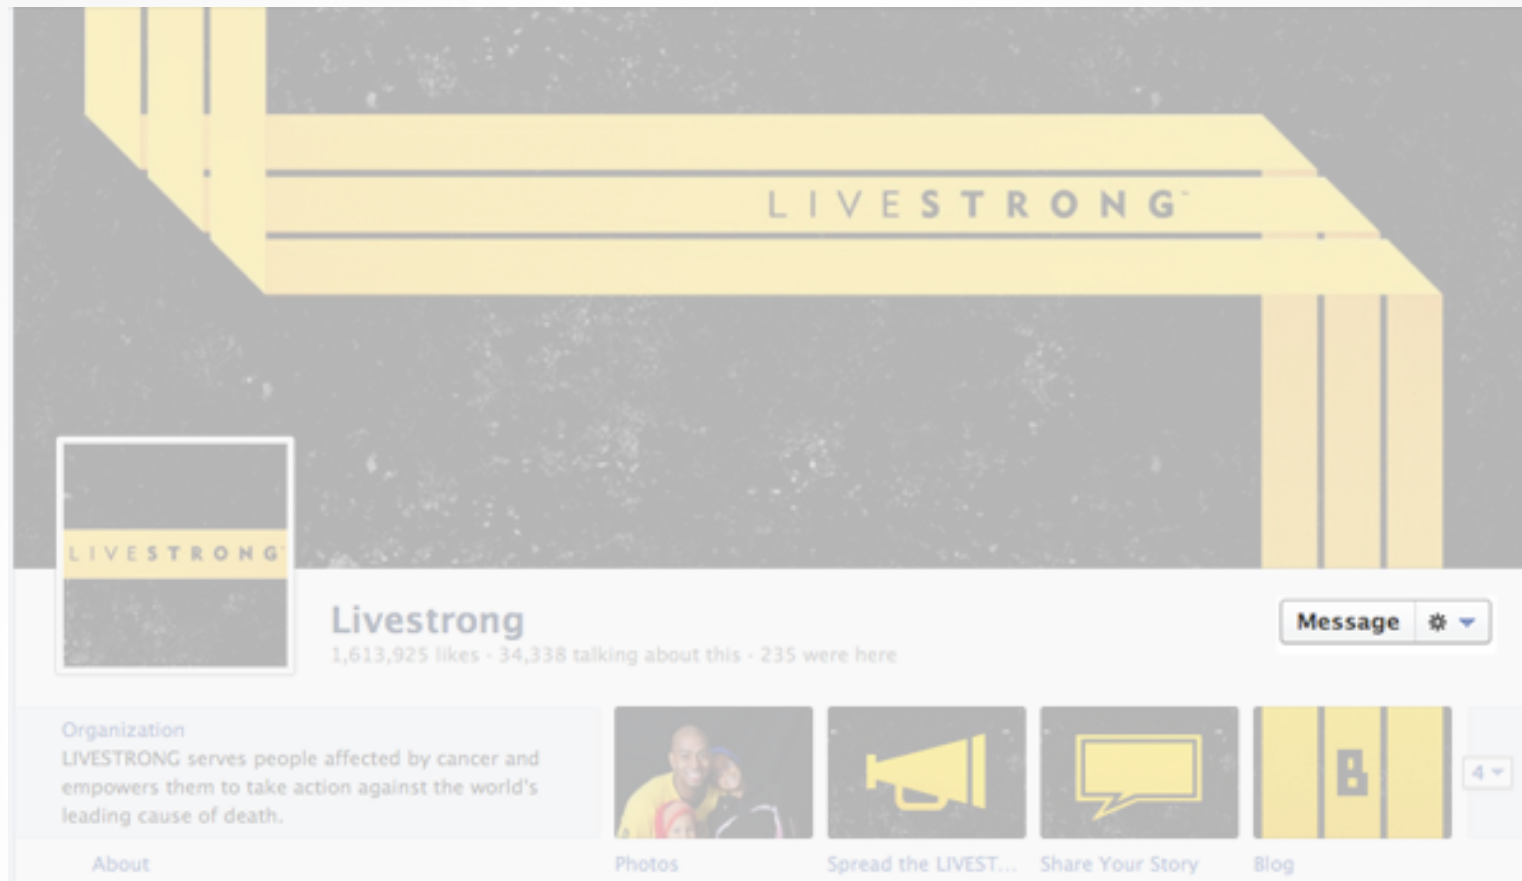 LIVESTRONG™
LIVESTRONG
Livestrong
Message
1,613,925 likes · 34,338 talking about this · 235 were here
Organization
LIVESTRONG serves people affected by cancer and
empowers them to take action against the world's
leading cause of death.
B
4
About
Photos
Spread the LIVEST...
Share Your Story
Blog